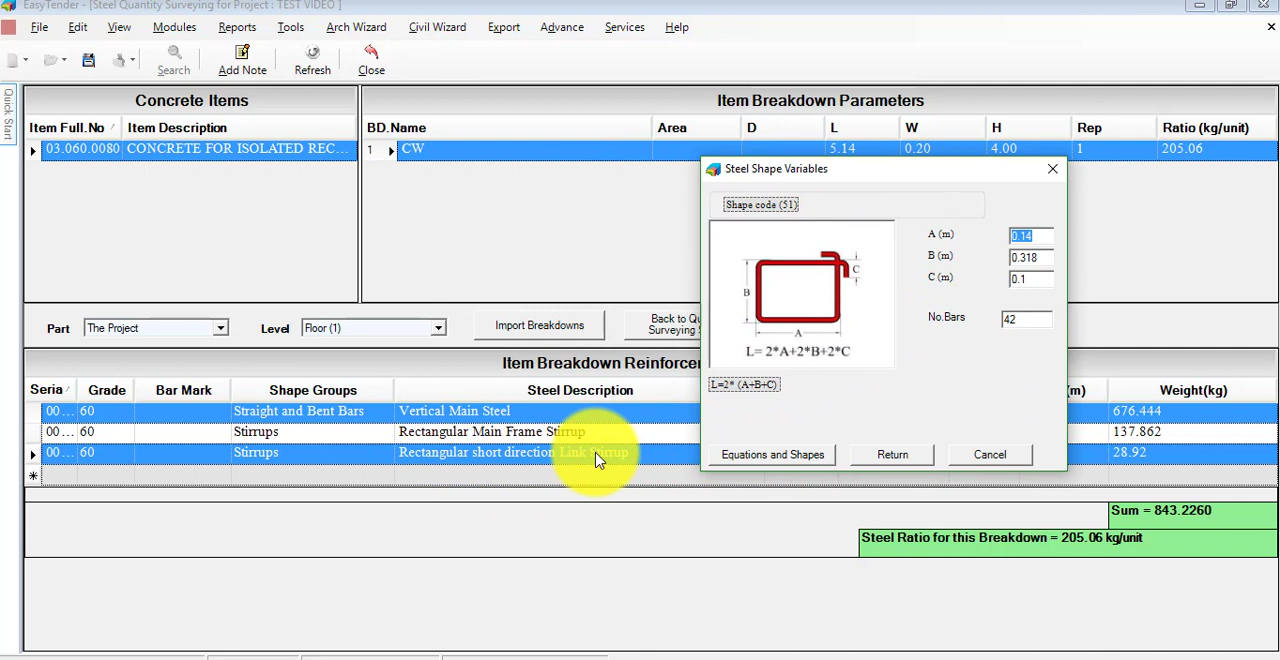 EasyTender - [Steel Quantity Surveying for Project : TEST VIDEO ]
File Edit View Modules Reports Tools Arch Wizard Civil Wizard Export Advance Services Help
Search Add Note Refresh Close
Quick Start
Concrete Items
Item Full.No Item Description
03.060.0080 CONCRETE FOR ISOLATED REC...
Item Breakdown Parameters
BD.Name Area D L W H Rep Ratio (kg/unit)
1 CW 5.14 0.20 4.00 1 205.06
Steel Shape Variables
Shape code (51)
A (m) 0.14
B (m) 0.318
C (m) 0.1
No.Bars 42
B
C
A
L= 2*A+2*B+2*C
L=2* (A+B+C)
Equations and Shapes Return Cancel
Part The Project Level Floor (1) Import Breakdowns Back to Qu
Surveying S
Item Breakdown Reinforcer
Seria Grade Bar Mark Shape Groups Steel Description (m) Weight(kg)
00... 60 Straight and Bent Bars Vertical Main Steel 676.444
00... 60 Stirrups Rectangular Main Frame Stirrup 137.862
00... 60 Stirrups Rectangular short direction Link Stirrup 28.92
Sum = 843.2260
Steel Ratio for this Breakdown = 205.06 kg/unit